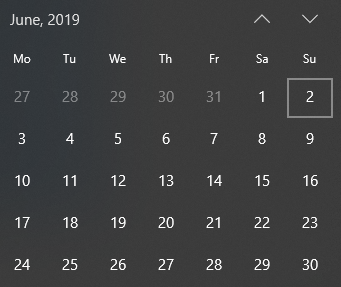 June, 2019
Mo Tu We Th Fr Sa Su
27 28 29 30 31 1 2
3 4 5 6 7 8 9
10 11 12 13 14 15 16
17 18 19 20 21 22 23
24 25 26 27 28 29 30